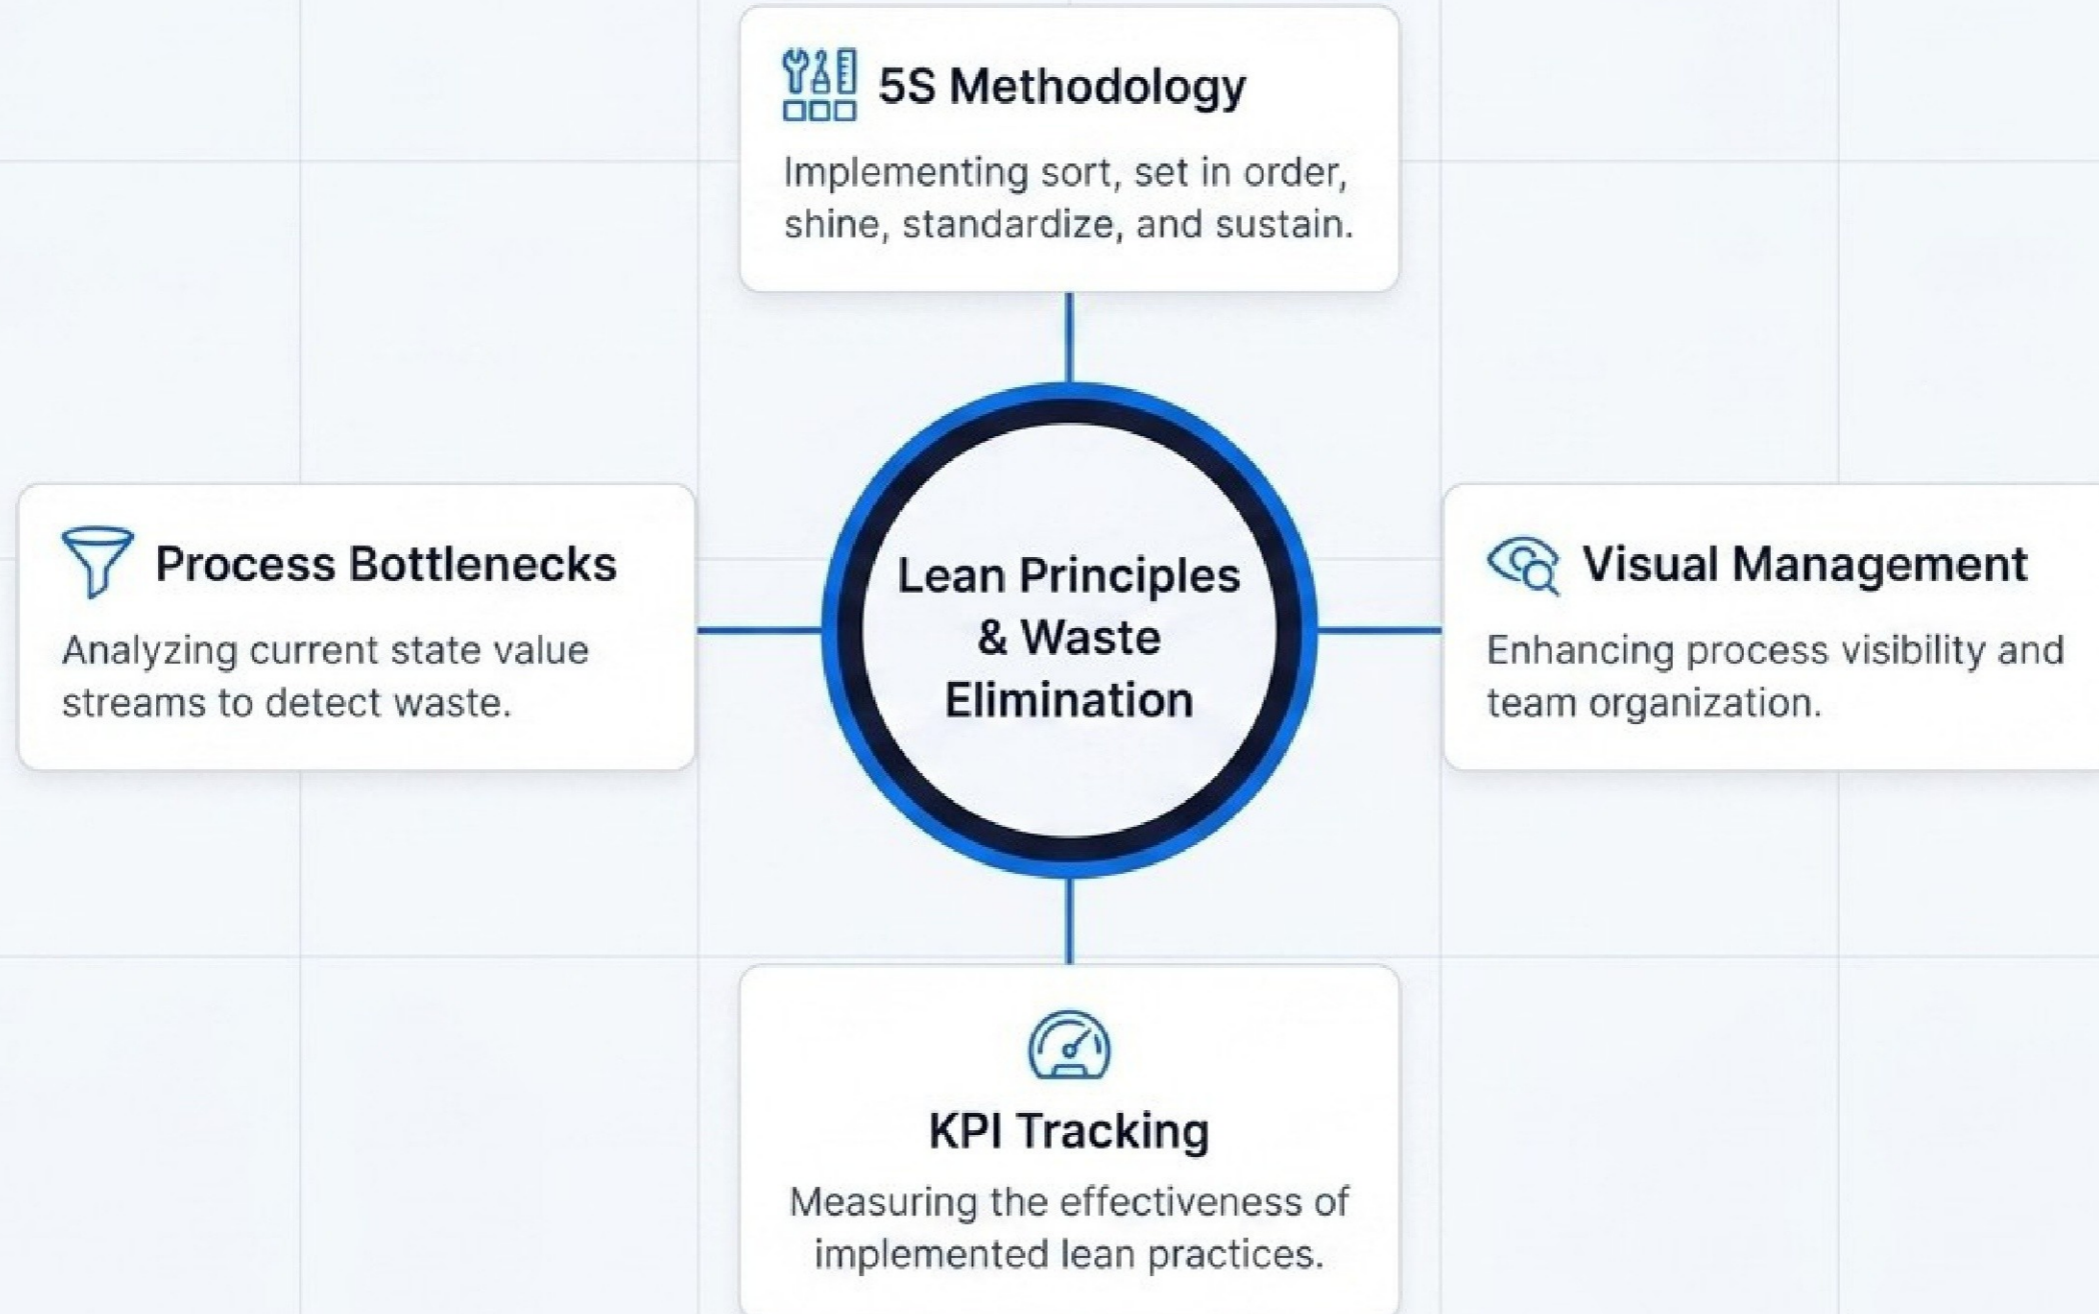 5S Methodology
Implementing sort, set in order,
shine, standardize, and sustain.
Process Bottlenecks
Analyzing current state value
streams to detect waste.
Lean Principles
& Waste
Elimination
Visual Management
Enhancing process visibility and
team organization.
KPI Tracking
Measuring the effectiveness of
implemented lean practices.